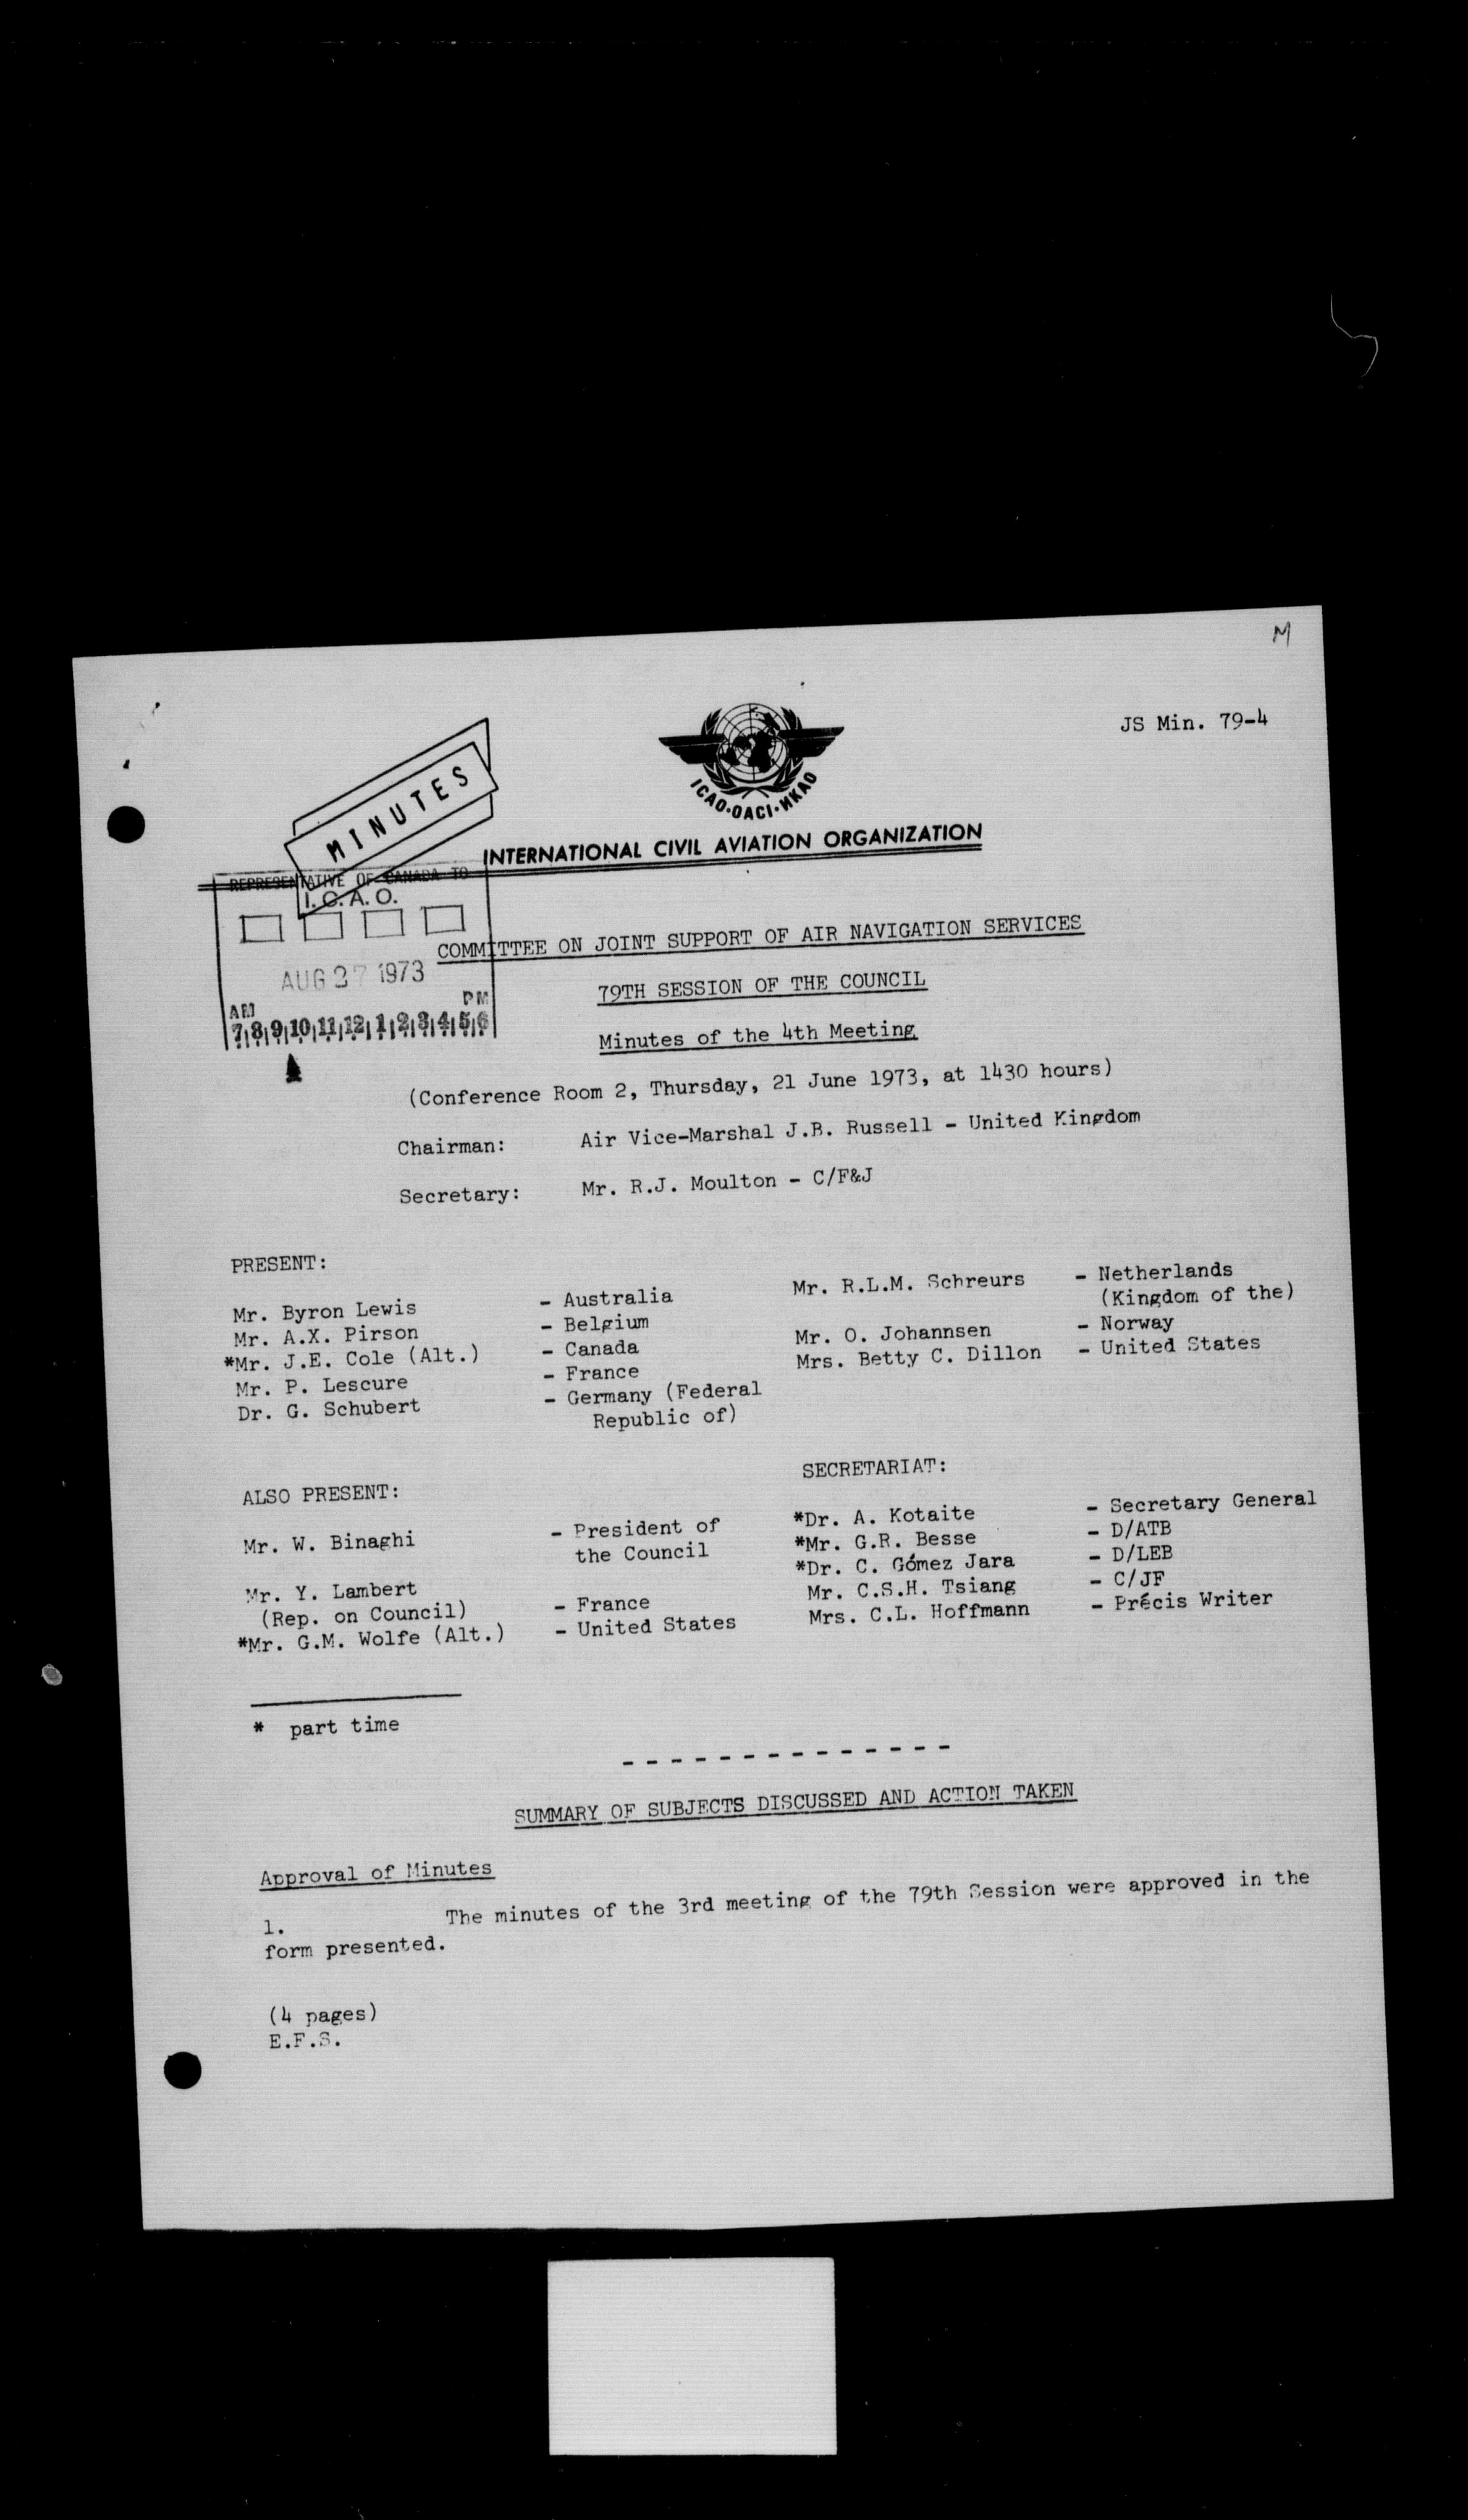 M
JS Min. 79-4
MINUTES
ICAO·OACI·ИКАО
INTERNATIONAL CIVIL AVIATION ORGANIZATION
REPRESENTATIVE OF CANADA TO
I.C.A.O.
AUG 27 1973
AM PM
7 8 9 10 11 12 1 2 3 4 5 6
COMMITTEE ON JOINT SUPPORT OF AIR NAVIGATION SERVICES
79TH SESSION OF THE COUNCIL
Minutes of the 4th Meeting
(Conference Room 2, Thursday, 21 June 1973, at 1430 hours)
Chairman: Air Vice-Marshal J.B. Russell - United Kingdom
Secretary: Mr. R.J. Moulton - C/F&J
PRESENT:
Mr. Byron Lewis - Australia
Mr. A.X. Pirson - Belgium
*Mr. J.E. Cole (Alt.) - Canada
Mr. P. Lescure - France
Dr. G. Schubert - Germany (Federal
Republic of)
Mr. R.L.M. Schreurs - Netherlands
(Kingdom of the)
Mr. O. Johannsen - Norway
Mrs. Betty C. Dillon - United States
ALSO PRESENT:
Mr. W. Binaghi - President of
the Council
Mr. Y. Lambert
(Rep. on Council) - France
*Mr. G.M. Wolfe (Alt.) - United States
SECRETARIAT:
*Dr. A. Kotaite - Secretary General
*Mr. G.R. Besse - D/ATB
*Dr. C. Gómez Jara - D/LEB
Mr. C.S.H. Tsiang - C/JF
Mrs. C.L. Hoffmann - Précis Writer
* part time
- - - - - - - - - - - - - -
SUMMARY OF SUBJECTS DISCUSSED AND ACTION TAKEN
Approval of Minutes
1. The minutes of the 3rd meeting of the 79th Session were approved in the
form presented.
(4 pages)
E.F.S.